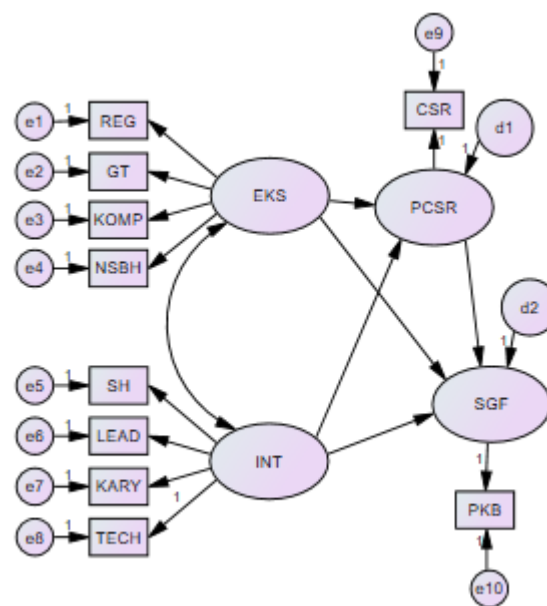 e9
1
CSR
1
d1
1
e1
1
REG
e2
1
GT
e3
1
KOMP
e4
1
NSBH
EKS
PCSR
d2
1
SGF
1
PKB
1
e10
e5
1
SH
e6
1
LEAD
e7
1
KARY
1
e8
1
TECH
INT